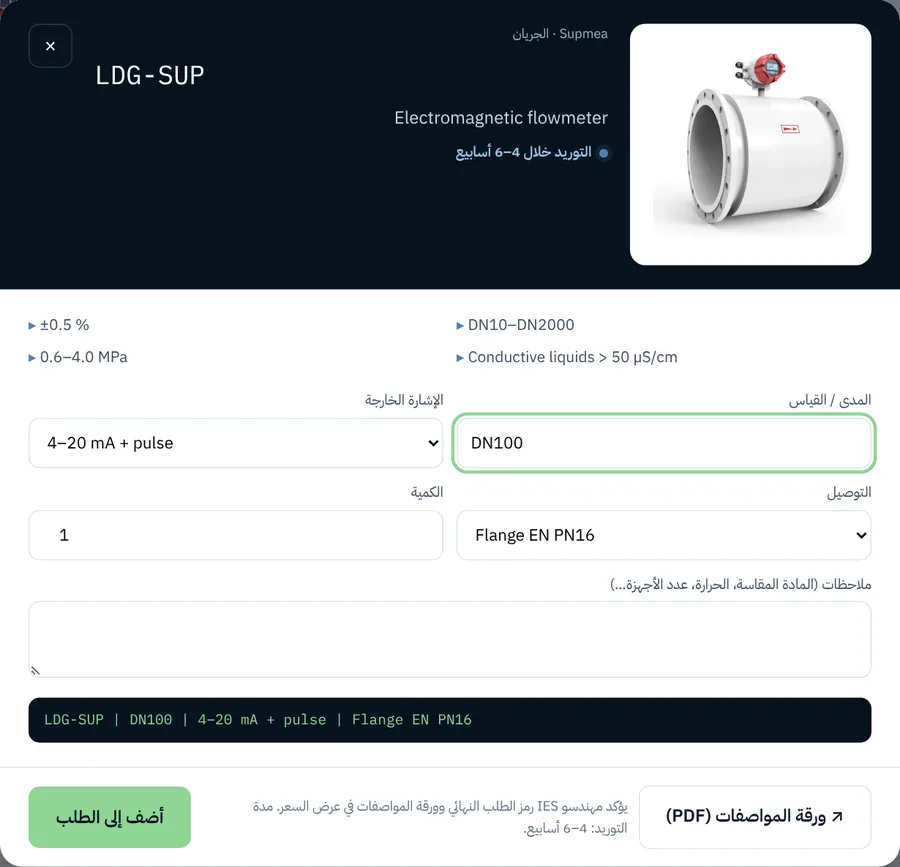 ×
Supmea · الجريان
LDG-SUP
Electromagnetic flowmeter
التوريد خلال 4–6 أسابيع
▸ ±0.5 %
▸ DN10–DN2000
▸ 0.6–4.0 MPa
▸ Conductive liquids > 50 µS/cm
المدى / القياس
DN100
الإشارة الخارجة
4–20 mA + pulse
التوصيل
Flange EN PN16
الكمية
1
ملاحظات (المادة المقاسة، الحرارة، عدد الأجهزة...)
LDG-SUP | DN100 | 4–20 mA + pulse | Flange EN PN16
↗ ورقة المواصفات (PDF)
يؤكد مهندسو IES رمز الطلب النهائي وورقة المواصفات في عرض السعر. مدة
التوريد: 4–6 أسابيع.
أضف إلى الطلب